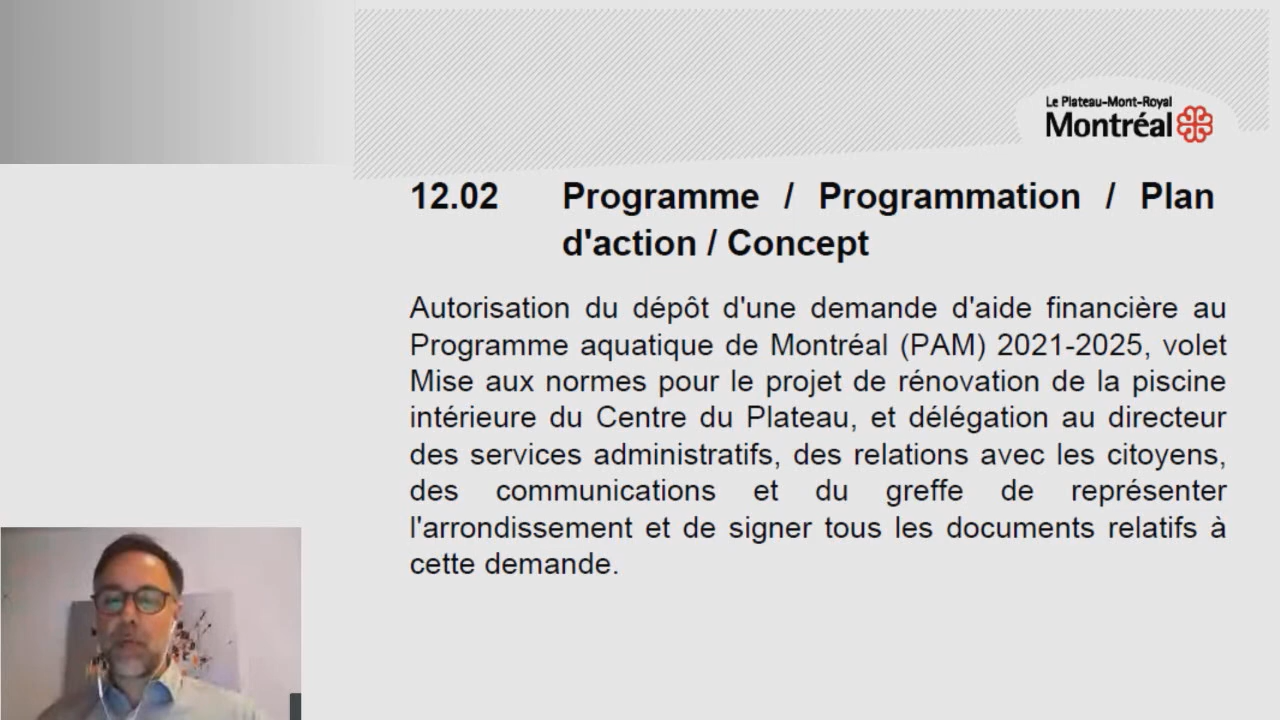 Le Plateau-Mont-Royal
Montréal
12.02 Programme / Programmation / Plan
d'action / Concept
Autorisation du dépôt d'une demande d'aide financière au
Programme aquatique de Montréal (PAM) 2021-2025, volet
Mise aux normes pour le projet de rénovation de la piscine
intérieure du Centre du Plateau, et délégation au directeur
des services administratifs, des relations avec les citoyens,
des communications et du greffe de représenter
l'arrondissement et de signer tous les documents relatifs à
cette demande.